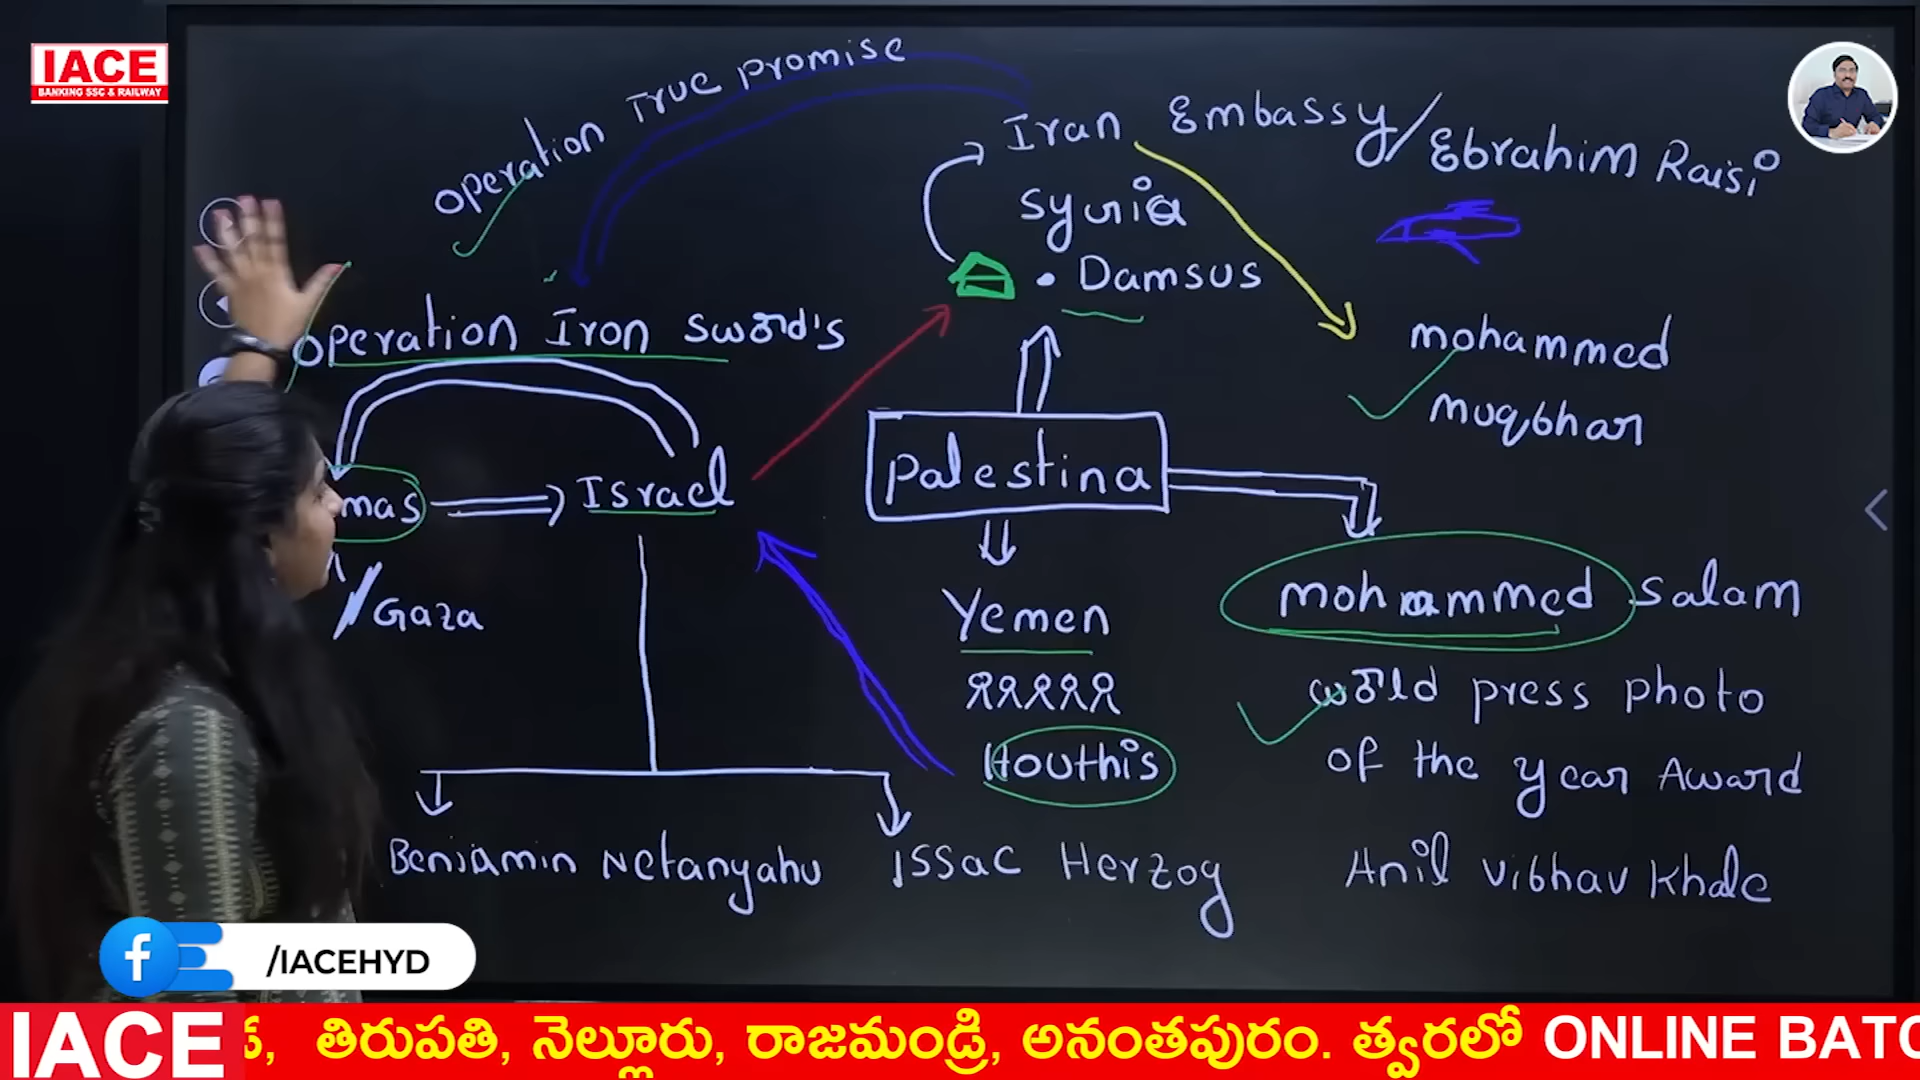 IACE
BANKING SSC & RAILWAY
operation True promise
Iran Embassy/Ebrahim Raisi
Syria
• Damsus
operation Iron sword's
mohammed
muqbhar
mas
Israel
palestina
Gaza
Yemen
Houthis
mohammed salam
world press photo
of the year Award
Anil vibhav khale
Benjamin Netanyahu
Issac Herzog
/IACEHYD
IACE
తిరుపతి, నెల్లూరు, రాజమండ్రి, అనంతపురం. త్వరలో ONLINE BATC